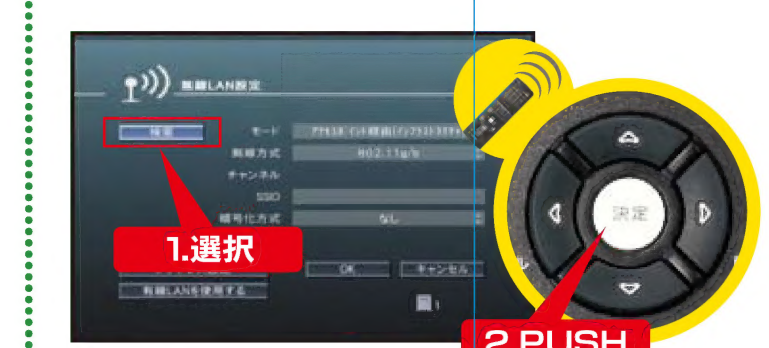 無線LAN設定
検索
モード
無線方式
802.11g/b
チャンネル
SSID
暗号化方式
なし
1.選択
OK
キャンセル
有線LANを使用する
1
決定
2.PUSH